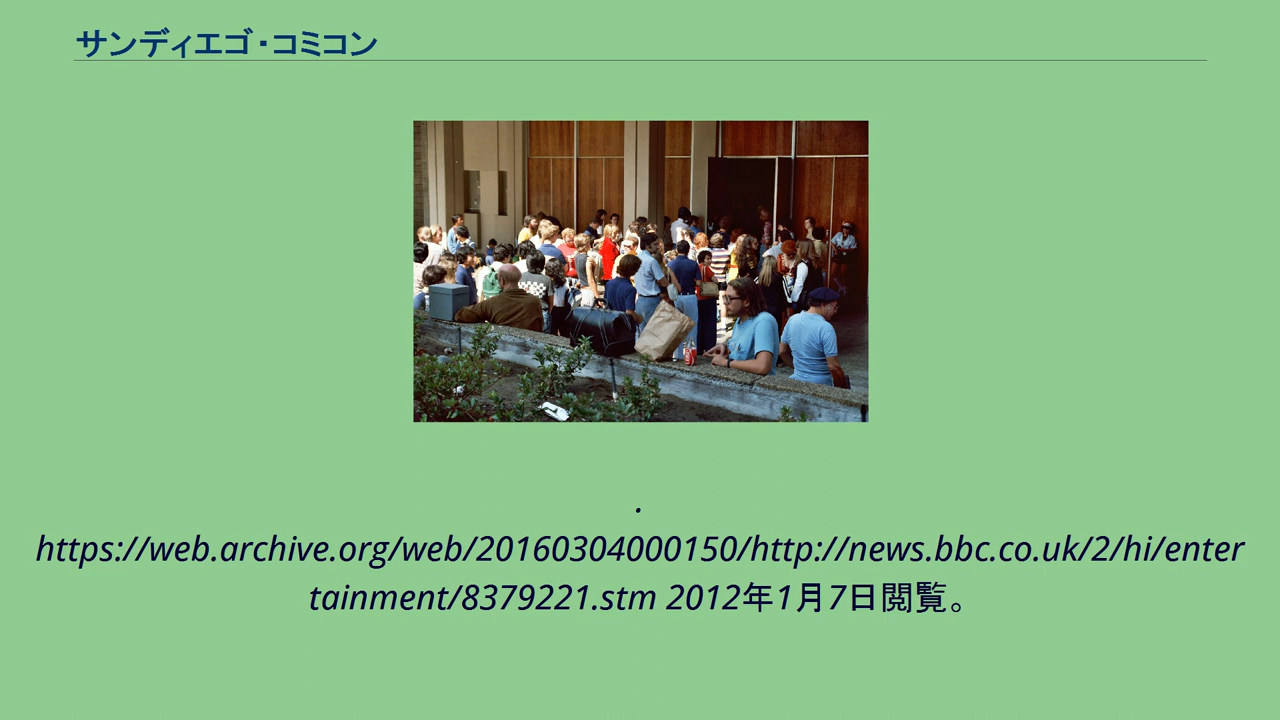 サンディエゴ・コミコン
.
https://web.archive.org/web/20160304000150/http://news.bbc.co.uk/2/hi/enter
tainment/8379221.stm 2012年1月7日閲覧。